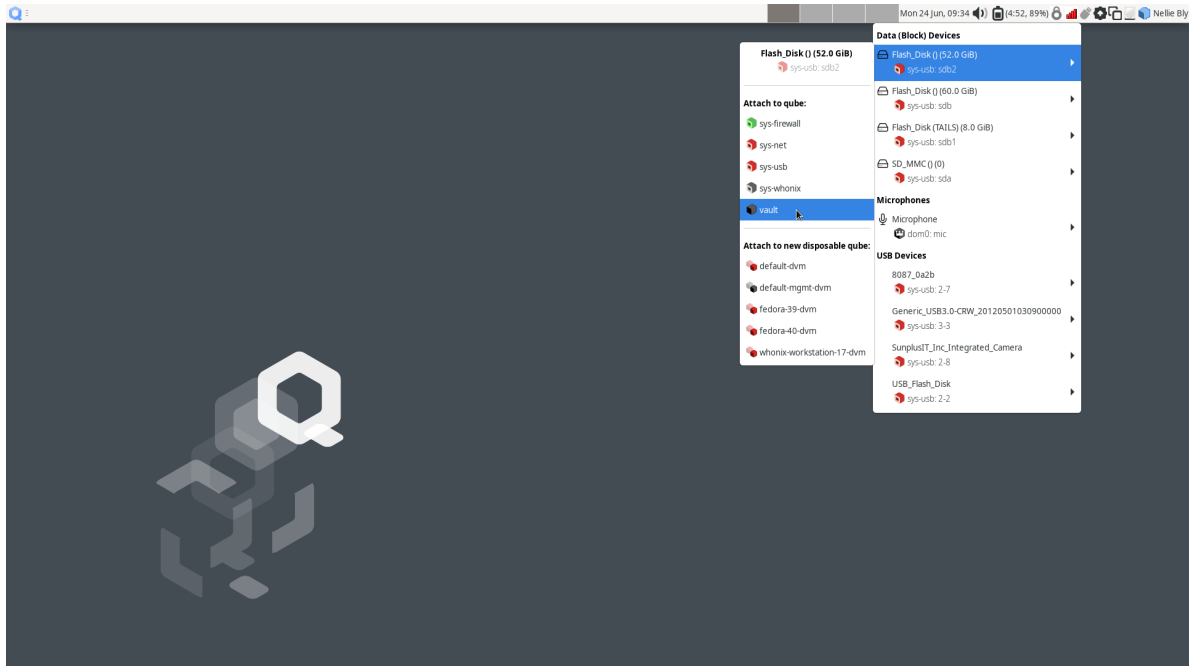 Mon 24 Jun, 09:34 (4:52, 89%) Nellie Bly
Flash_Disk () (52.0 GiB)
sys-usb: sdb2
Attach to qube:
sys-firewall
sys-net
sys-usb
sys-whonix
vault
Attach to new disposable qube:
default-dvm
default-mgmt-dvm
fedora-39-dvm
fedora-40-dvm
whonix-workstation-17-dvm
Data (Block) Devices
Flash_Disk () (52.0 GiB)
sys-usb: sdb2
Flash_Disk () (60.0 GiB)
sys-usb: sdb
Flash_Disk (TAILS) (8.0 GiB)
sys-usb: sdb1
SD_MMC () (0)
sys-usb: sda
Microphones
Microphone
dom0: mic
USB Devices
8087_0a2b
sys-usb: 2-7
Generic_USB3.0-CRW_20120501030900000
sys-usb: 3-3
SunplusIT_Inc_Integrated_Camera
sys-usb: 2-8
USB_Flash_Disk
sys-usb: 2-2